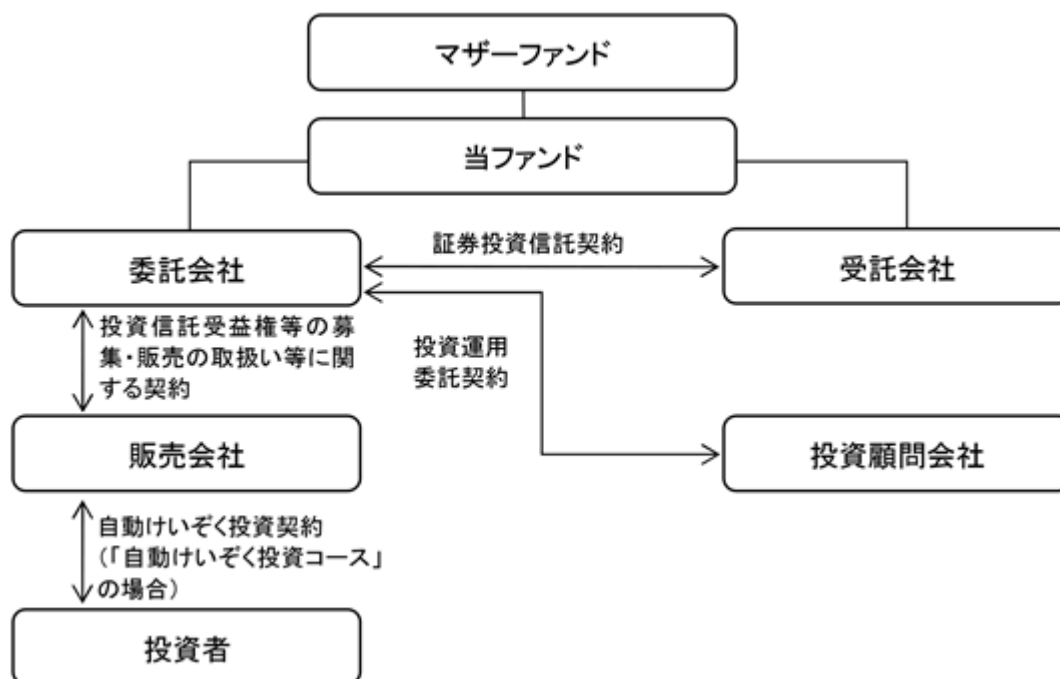 マザーファンド
当ファンド
証券投資信託契約
委託会社
受託会社
投資信託受益権等の募
集・販売の取扱い等に関
する契約
投資運用
委託契約
販売会社
投資顧問会社
自動けいぞく投資契約
（「自動けいぞく投資コース」
の場合）
投資者